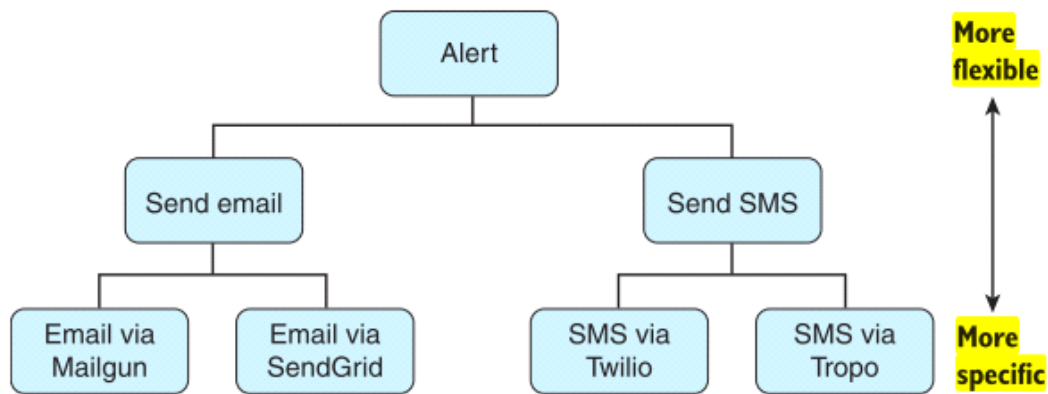 Alert
More
flexible
Send email
Send SMS
Email via
Mailgun
Email via
SendGrid
SMS via
Twilio
SMS via
Tropo
More
specific